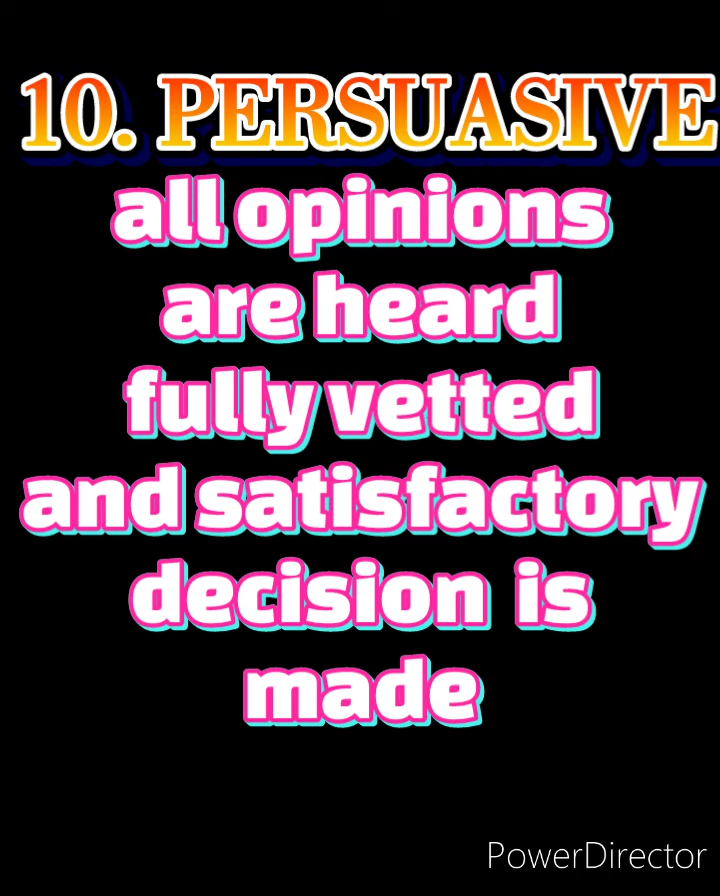 10. PERSUASIVE
all opinions
are heard
fully vetted
and satisfactory
decision is
made
PowerDirector